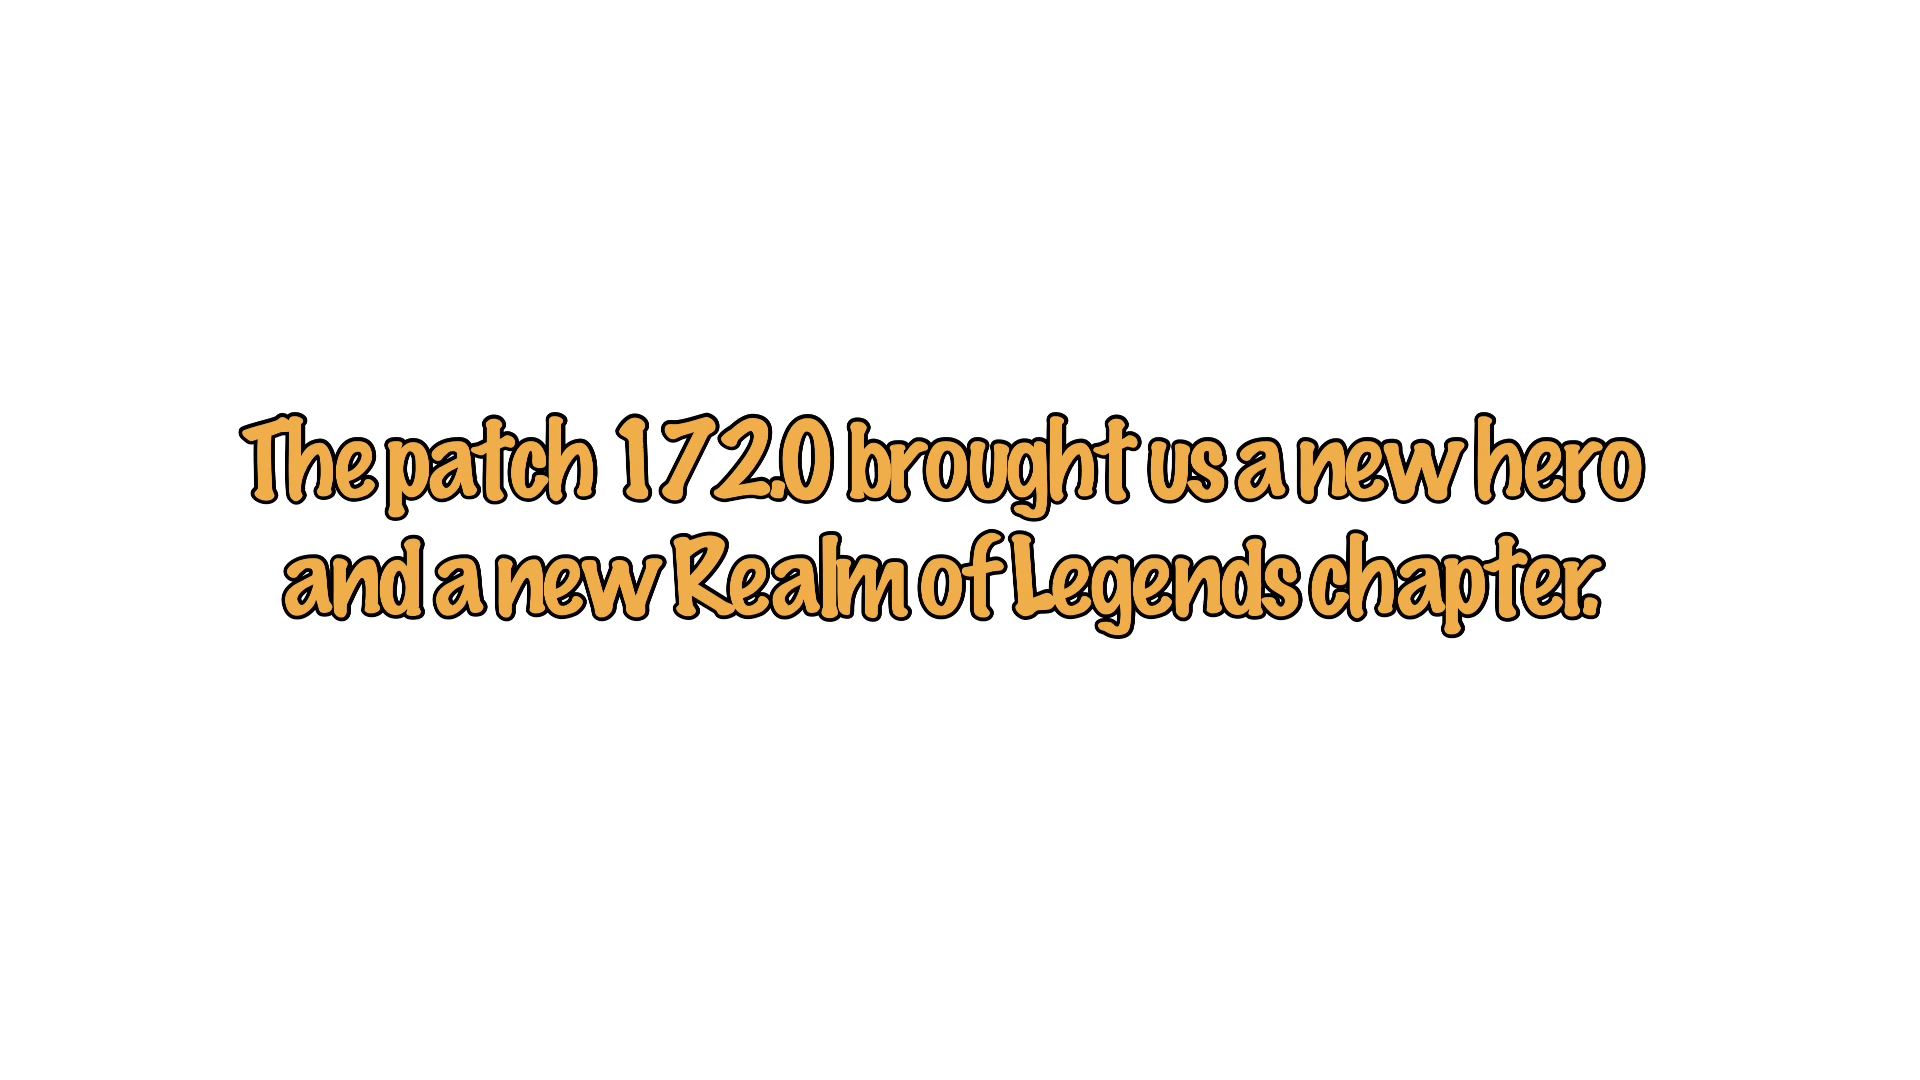 The patch 172.0 brought us a new hero
and a new Realm of Legends chapter.